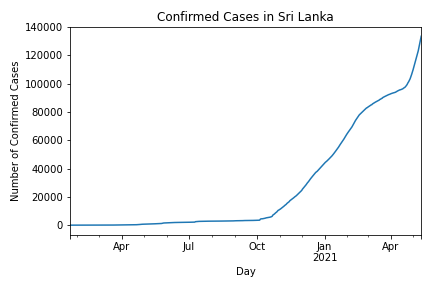 Confirmed Cases in Sri Lanka
140000
120000
100000
80000
60000
40000
20000
0
Number of Confirmed Cases
Apr
Jul
Oct
Jan
2021
Apr
Day